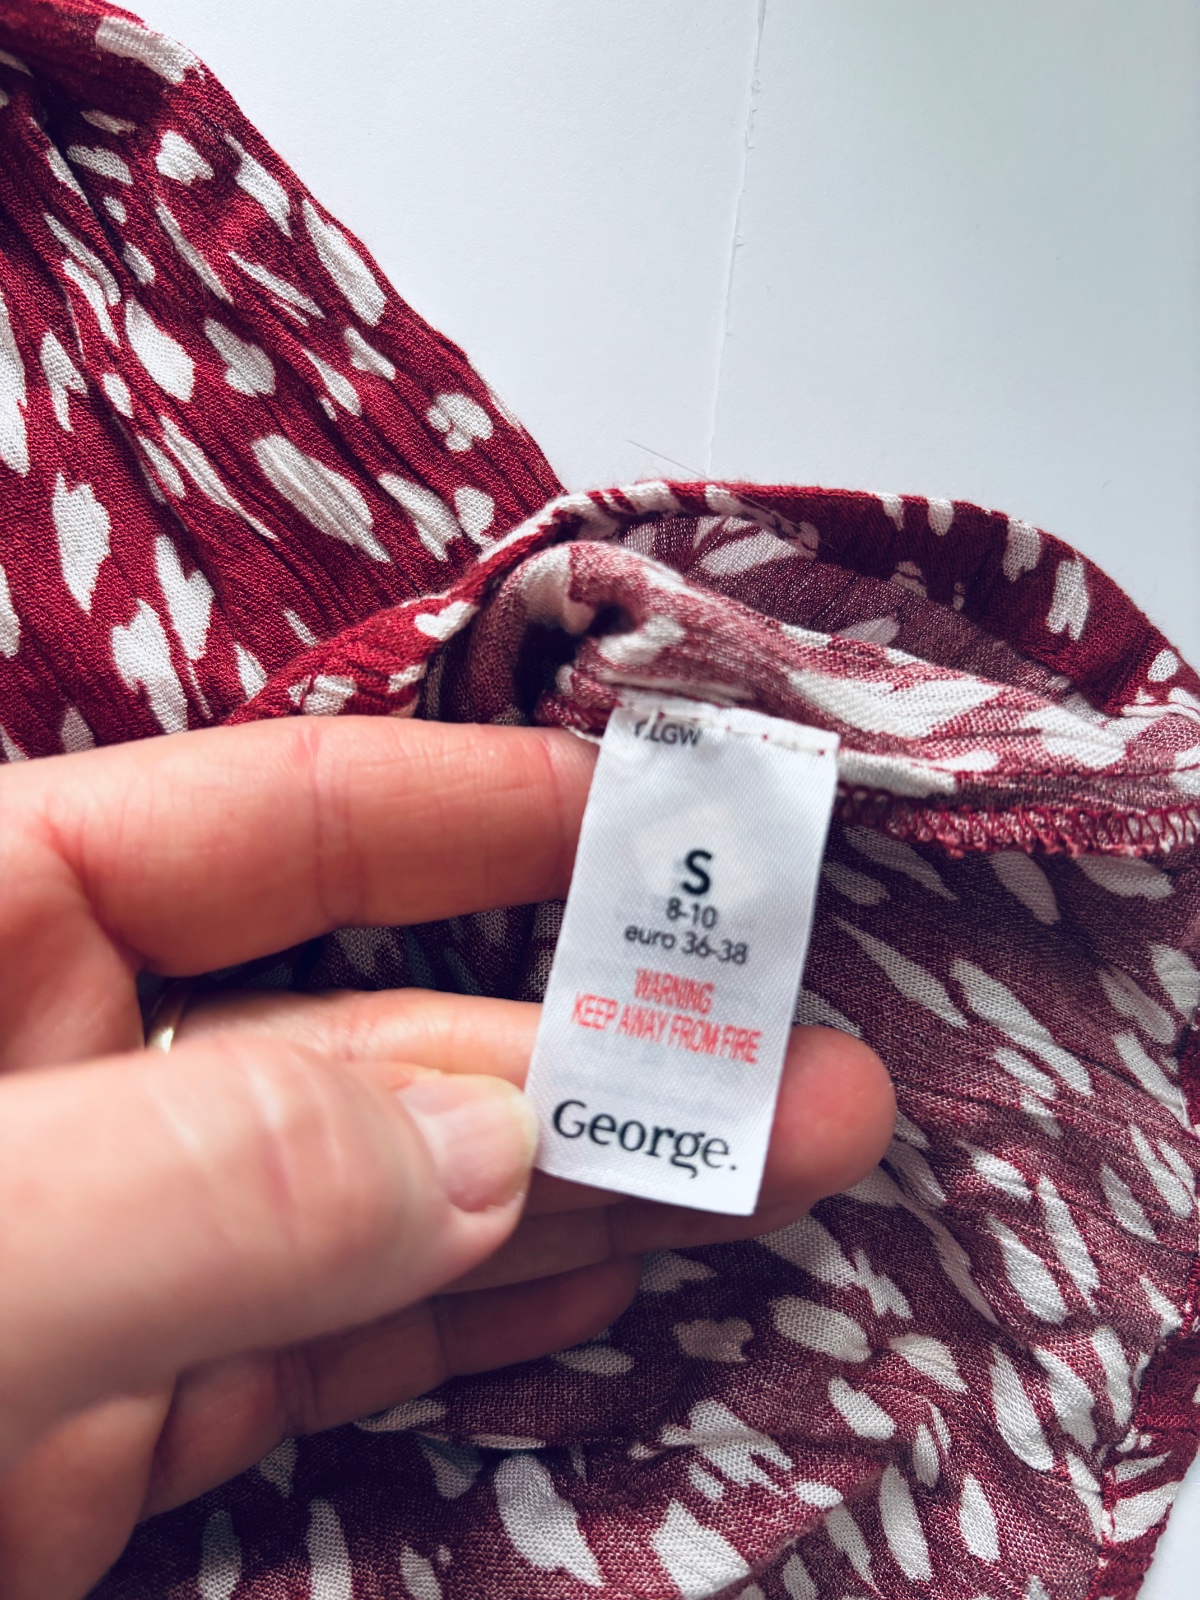 S
8-10
euro 36-38
WARNING
KEEP AWAY FROM FIRE
George.